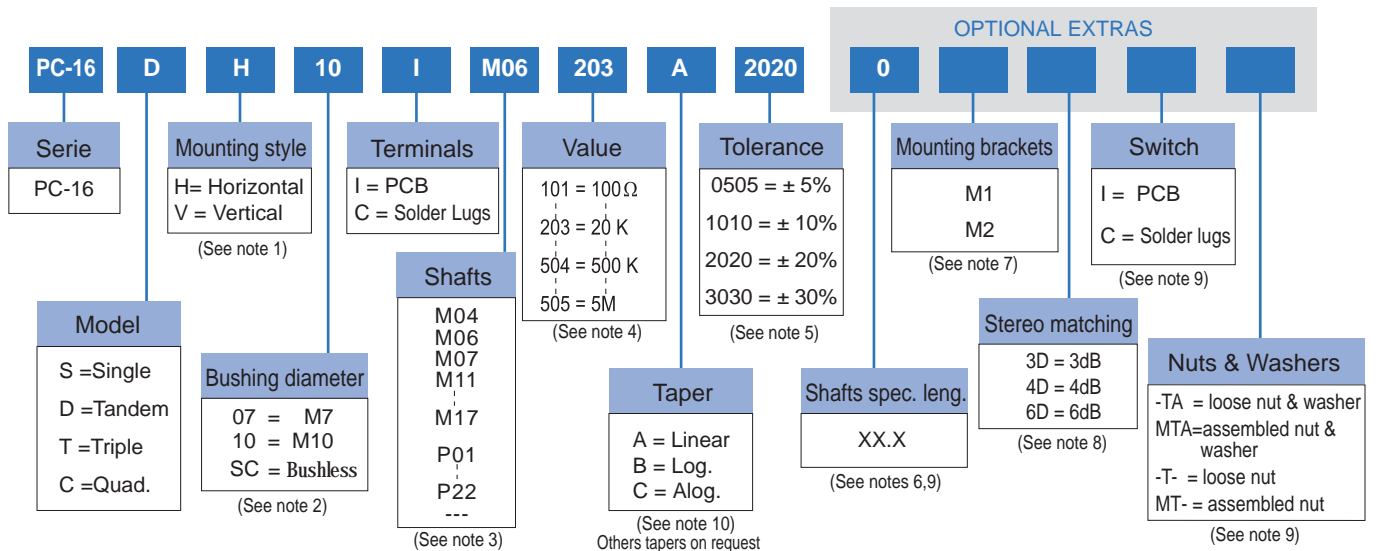 OPTIONAL EXTRAS
PC-16 D H 10 I M06 203 A 2020 0
Serie
PC-16
Mounting style
H= Horizontal
V = Vertical
(See note 1)
Terminals
I = PCB
C = Solder Lugs
Value
101 = 100Ω
203 = 20 K
504 = 500 K
505 = 5M
(See note 4)
Tolerance
0505 = ± 5%
1010 = ± 10%
2020 = ± 20%
3030 = ± 30%
(See note 5)
Mounting brackets
M1
M2
(See note 7)
Switch
I = PCB
C = Solder lugs
(See note 9)
Model
S =Single
D =Tandem
T =Triple
C =Quad.
Bushing diameter
07 = M7
10 = M10
SC = Bushless
(See note 2)
Shafts
M04
M06
M07
M11
M17
P01
P22
---
(See note 3)
Taper
A = Linear
B = Log.
C = Alog.
(See note 10)
Others tapers on request
Shafts spec. leng.
XX.X
(See notes 6,9)
Stereo matching
3D = 3dB
4D = 4dB
6D = 6dB
(See note 8)
Nuts & Washers
-TA = loose nut & washer
MTA=assembled nut &
washer
-T- = loose nut
MT- = assembled nut
(See note 9)